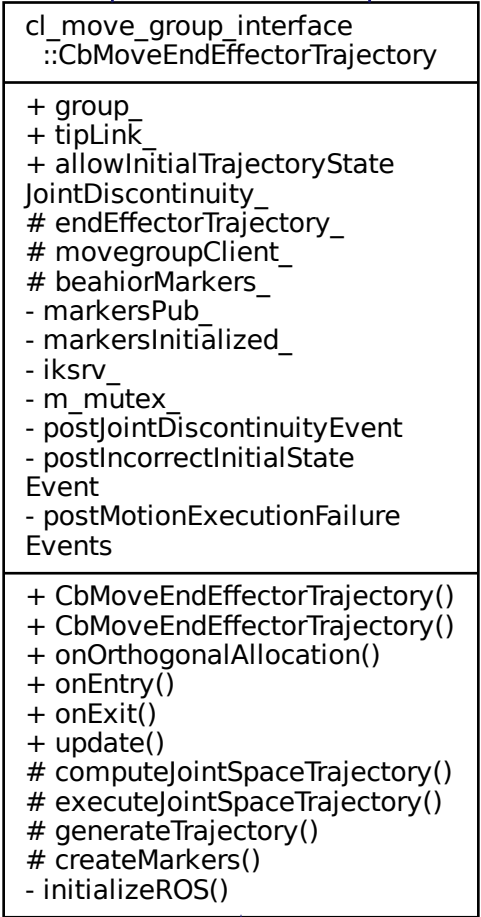 cl_move_group_interface
::CbMoveEndEffectorTrajectory
+ group_
+ tipLink_
+ allowInitialTrajectoryState
JointDiscontinuity_
# endEffectorTrajectory_
# movegroupClient_
# beahiorMarkers_
- markersPub_
- markersInitialized_
- iksrv_
- m_mutex_
- postJointDiscontinuityEvent
- postIncorrectInitialState
Event
- postMotionExecutionFailure
Events
+ CbMoveEndEffectorTrajectory()
+ CbMoveEndEffectorTrajectory()
+ onOrthogonalAllocation()
+ onEntry()
+ onExit()
+ update()
# computeJointSpaceTrajectory()
# executeJointSpaceTrajectory()
# generateTrajectory()
# createMarkers()
- initializeROS()